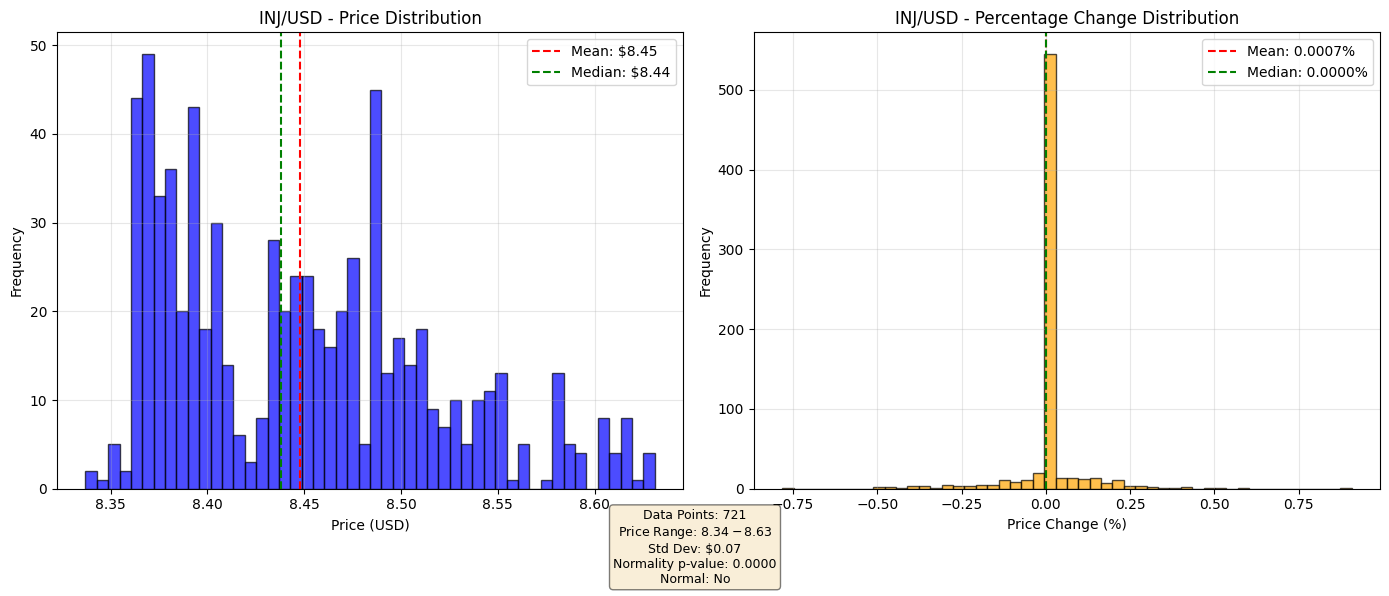 INJ/USD - Price Distribution
50
40
30
20
10
0
Frequency
8.35
8.40
8.45
8.50
8.55
8.60
Price (USD)
Mean: $8.45
Median: $8.44
INJ/USD - Percentage Change Distribution
500
400
300
200
100
0
Frequency
−0.75
−0.50
−0.25
0.00
0.25
0.50
0.75
Price Change (%)
Mean: 0.0007%
Median: 0.0000%
Data Points: 721
Price Range: 8.34 − 8.63
Std Dev: $0.07
Normality p-value: 0.0000
Normal: No